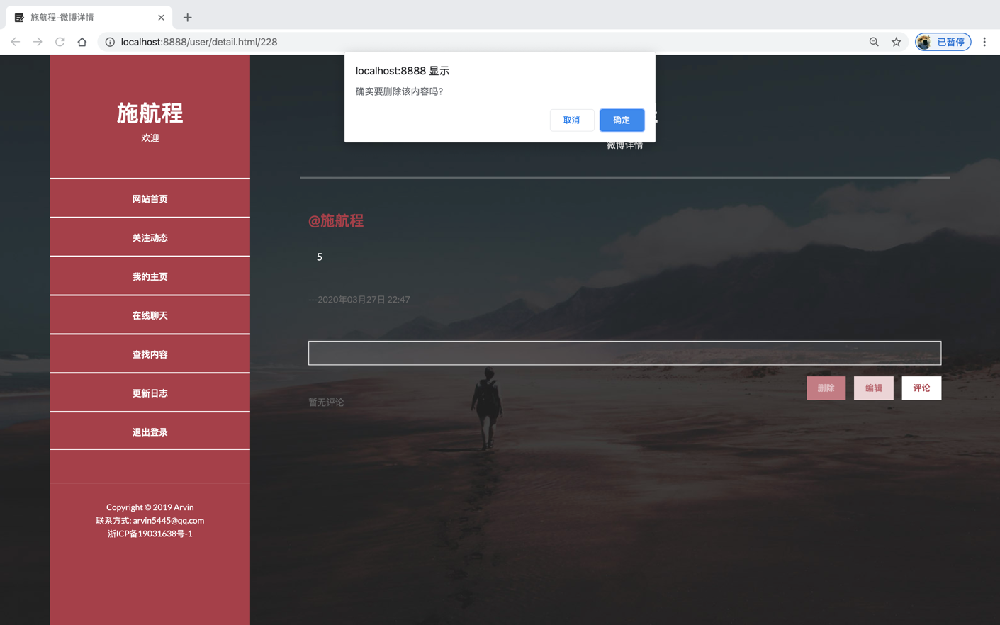 施航程-微博详情
localhost:8888/user/detail.html/228
已暂停
localhost:8888 显示
确实要删除该内容吗?
取消
确定
施航程
欢迎
微博详情
网站首页
关注动态
我的主页
在线聊天
查找内容
更新日志
退出登录
@施航程
5
---2020年03月27日 22:47
删除
编辑
评论
暂无评论
Copyright © 2019 Arvin
联系方式: arvin5445@qq.com
浙ICP备19031638号-1